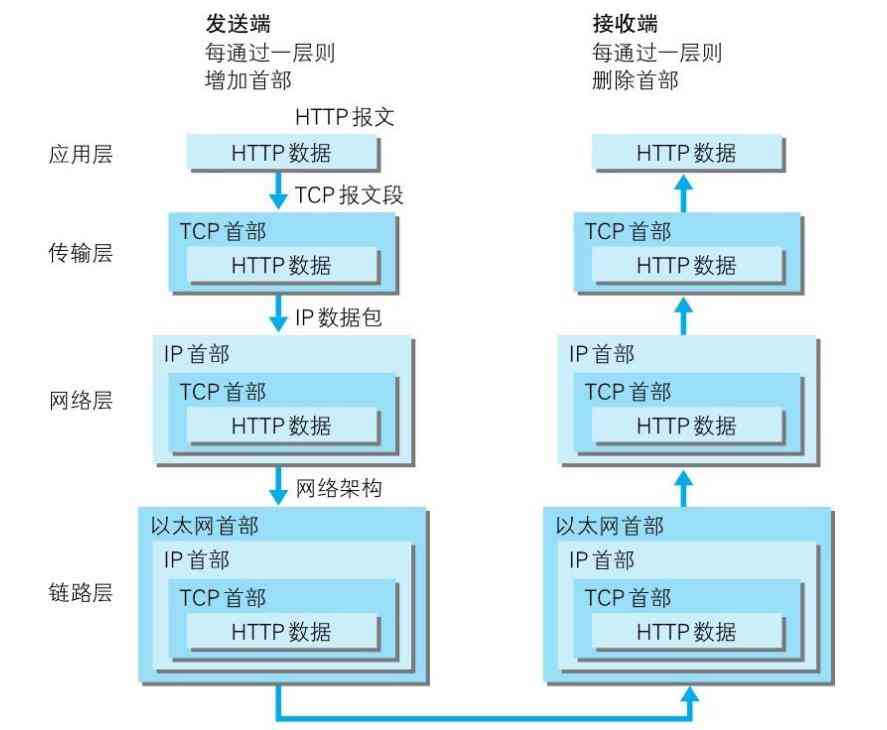 发送端
每通过一层则
增加首部
接收端
每通过一层则
删除首部
HTTP 报文
应用层
HTTP 数据
HTTP 数据
TCP 报文段
传输层
TCP 首部
HTTP 数据
TCP 首部
HTTP 数据
IP 数据包
网络层
IP 首部
TCP 首部
HTTP 数据
IP 首部
TCP 首部
HTTP 数据
网络架构
链路层
以太网首部
IP 首部
TCP 首部
HTTP 数据
以太网首部
IP 首部
TCP 首部
HTTP 数据